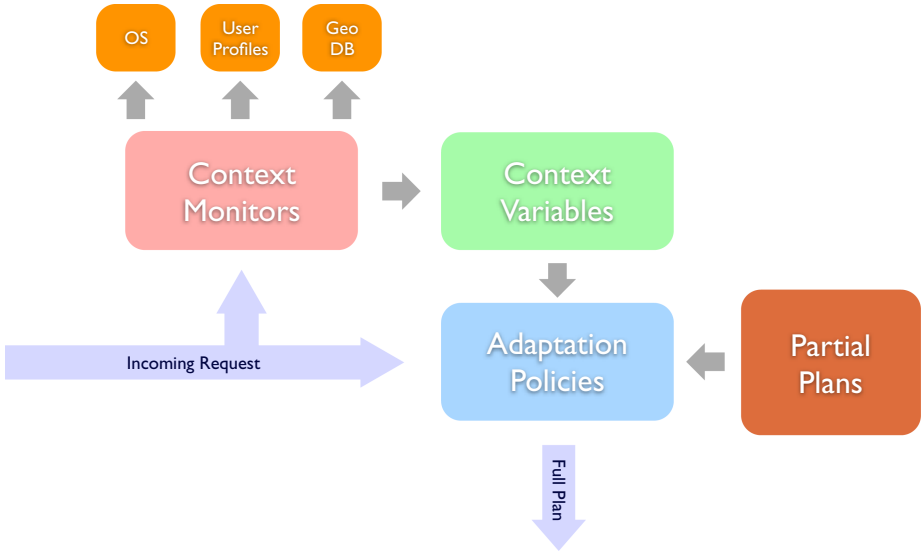 OS
User
Profiles
Geo
DB
Context
Monitors
Context
Variables
Incoming Request
Adaptation
Policies
Partial
Plans
Full Plan